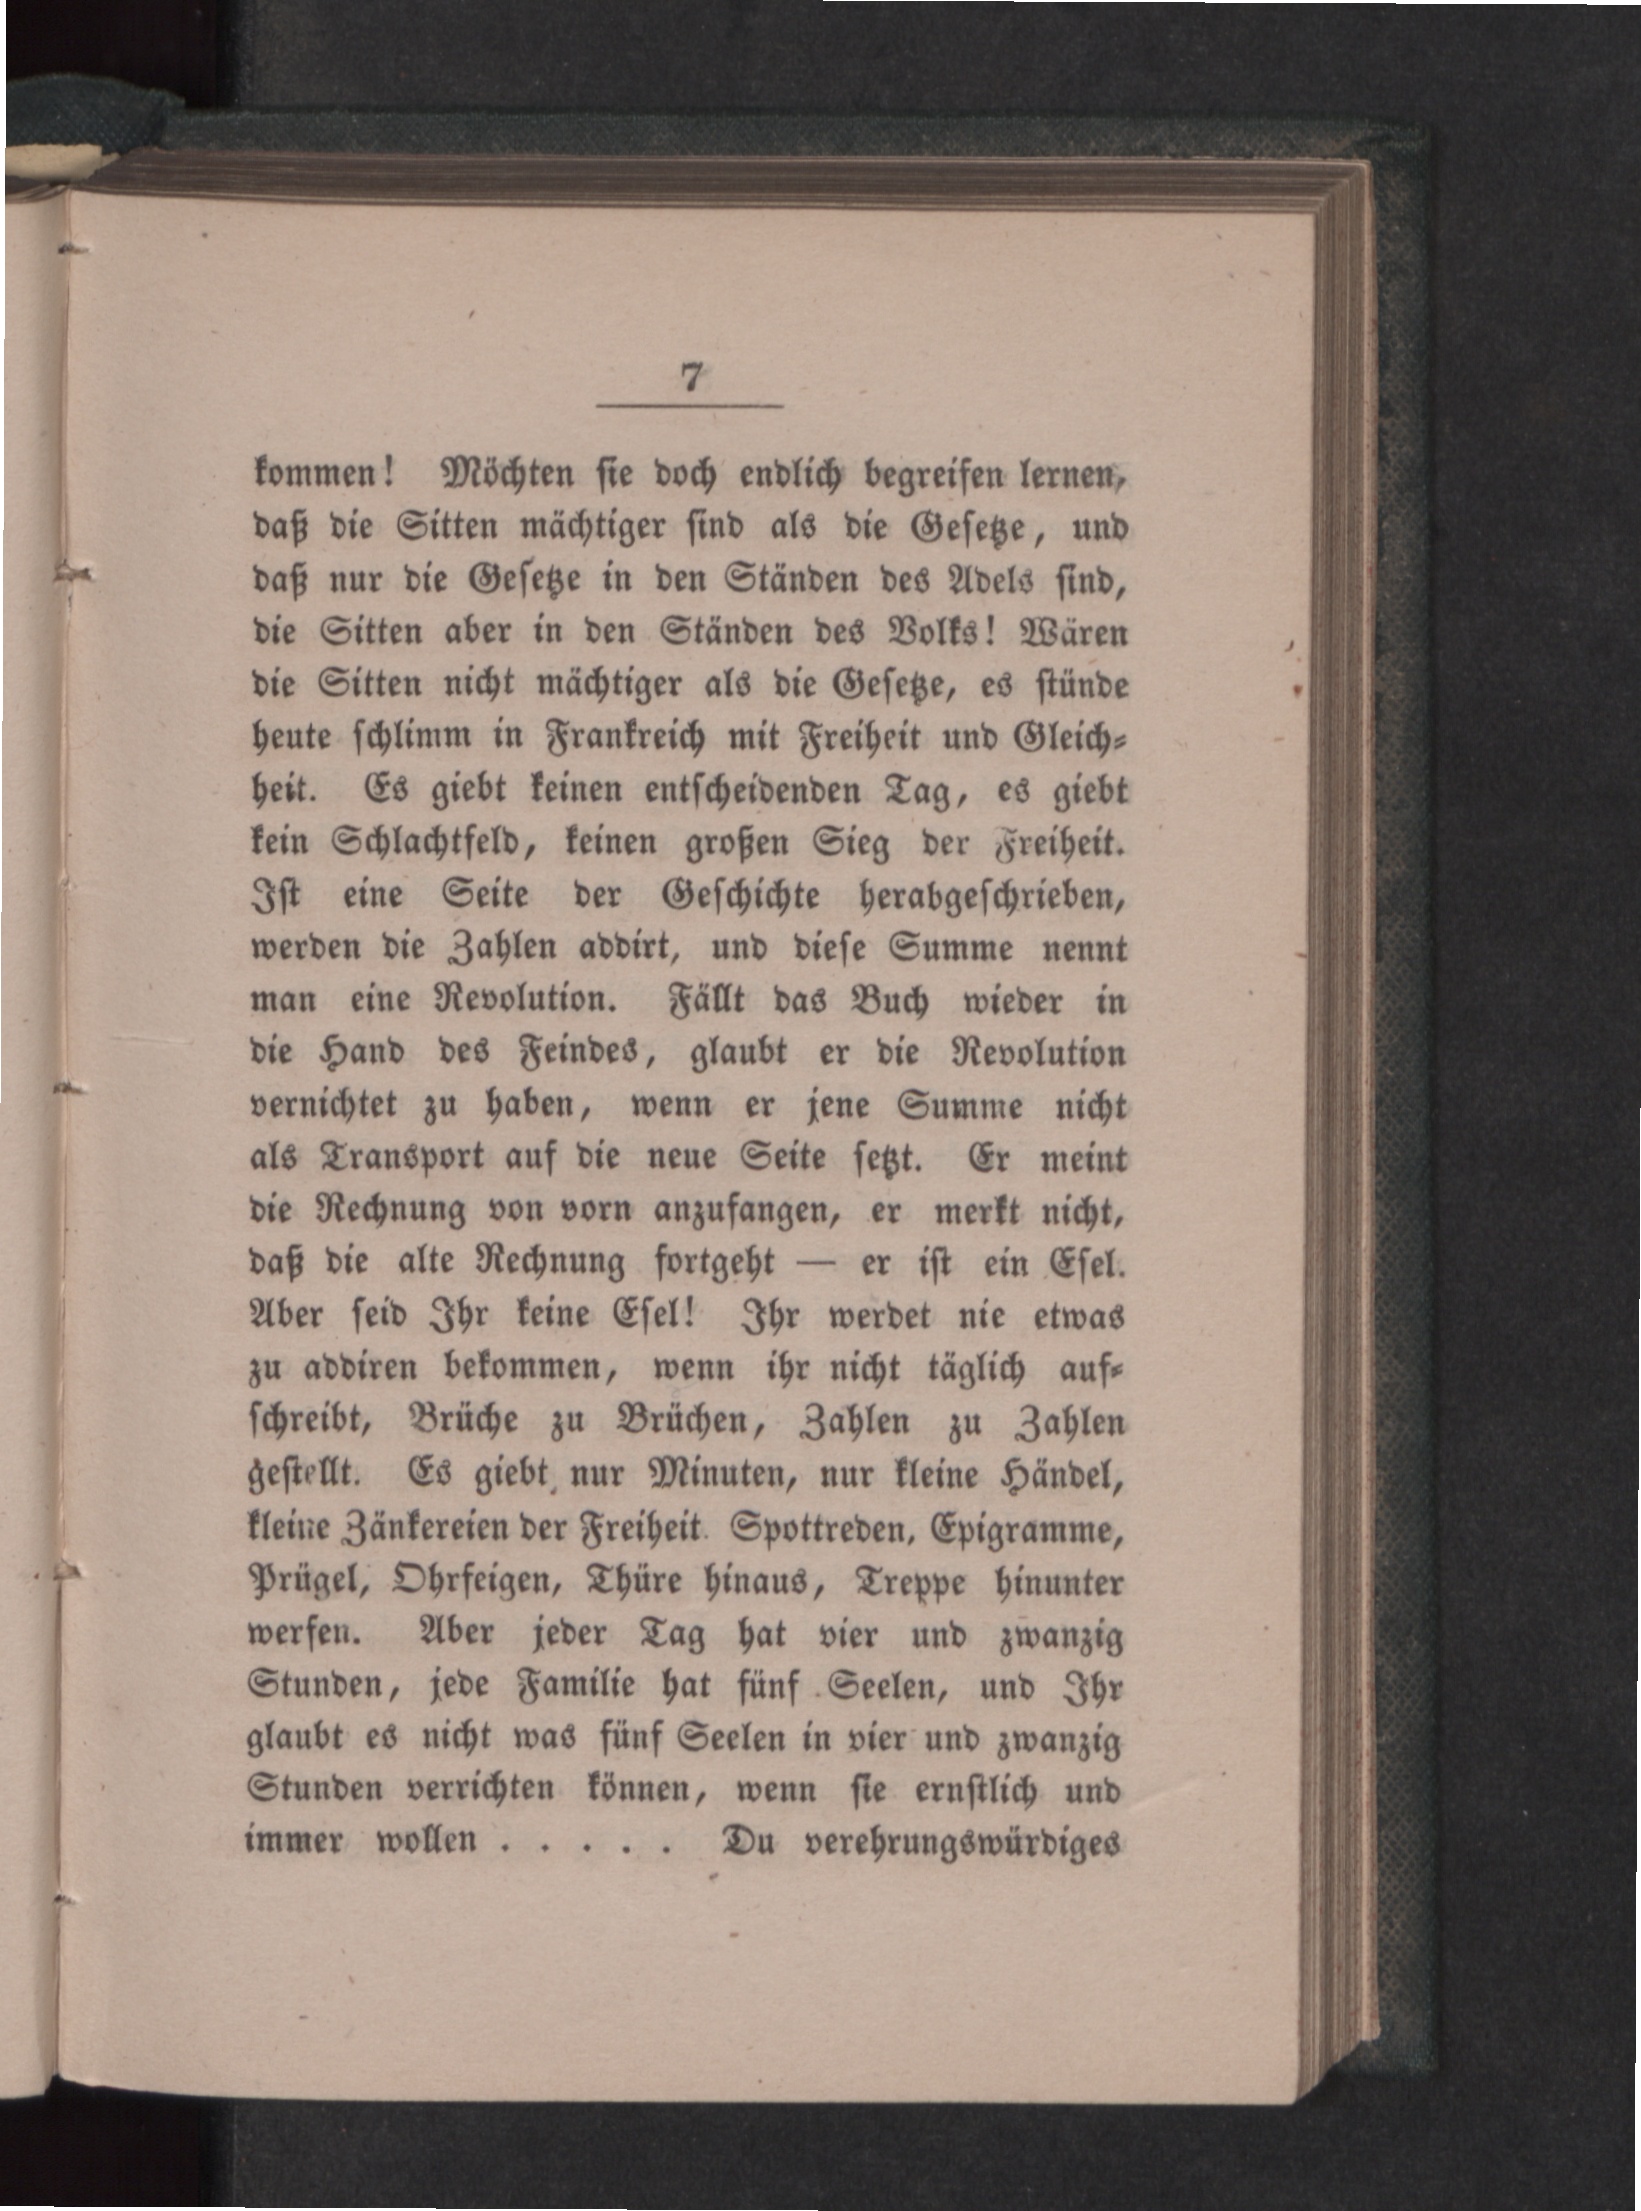 7
kommen! Möchten sie doch endlich begreifen lernen,
daß die Sitten mächtiger sind als die Gesetze, und
daß nur die Gesetze in den Ständen des Adels sind,
die Sitten aber in den Ständen des Volks! Wären
die Sitten nicht mächtiger als die Gesetze, es stünde
heute schlimm in Frankreich mit Freiheit und Gleich-
heit. Es giebt keinen entscheidenden Tag, es giebt
kein Schlachtfeld, keinen großen Sieg der Freiheit.
Ist eine Seite der Geschichte herabgeschrieben,
werden die Zahlen addirt, und diese Summe nennt
man eine Revolution. Fällt das Buch wieder in
die Hand des Feindes, glaubt er die Revolution
vernichtet zu haben, wenn er jene Summe nicht
als Transport auf die neue Seite setzt. Er meint
die Rechnung von vorn anzufangen, er merkt nicht,
daß die alte Rechnung fortgeht — er ist ein Esel.
Aber seid Ihr keine Esel! Ihr werdet nie etwas
zu addiren bekommen, wenn ihr nicht täglich auf-
schreibt, Brüche zu Brüchen, Zahlen zu Zahlen
gestellt. Es giebt nur Minuten, nur kleine Händel,
kleine Zänkereien der Freiheit. Spottreden, Epigramme,
Prügel, Ohrfeigen, Thüre hinaus, Treppe hinunter
werfen. Aber jeder Tag hat vier und zwanzig
Stunden, jede Familie hat fünf Seelen, und Ihr
glaubt es nicht was fünf Seelen in vier und zwanzig
Stunden verrichten können, wenn sie ernstlich und
immer wollen . . . . . Du verehrungswürdiges